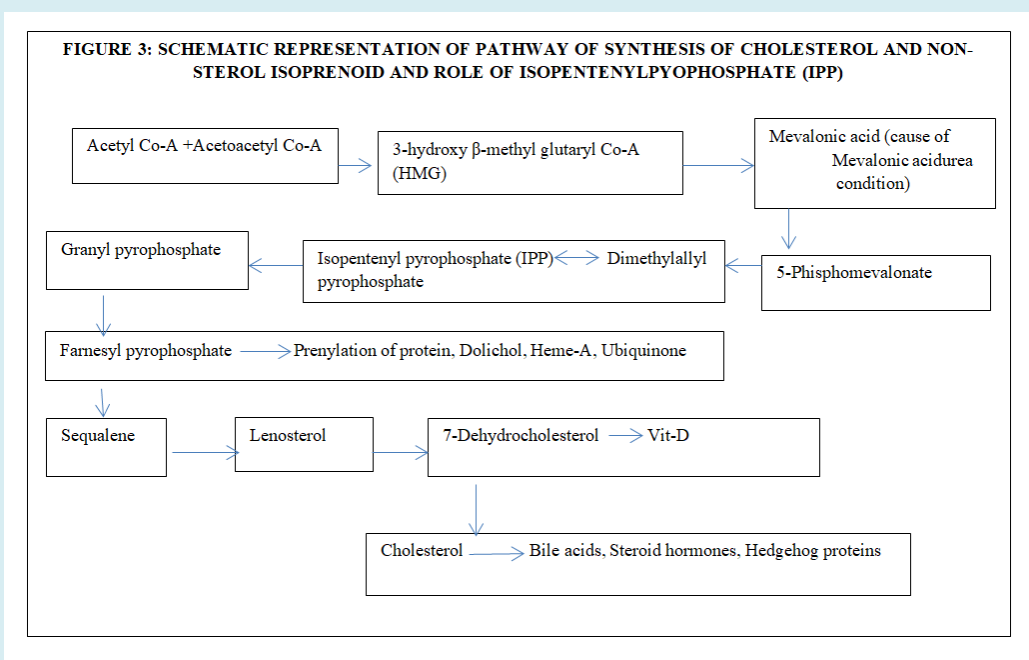 FIGURE 3: SCHEMATIC REPRESENTATION OF PATHWAY OF SYNTHESIS OF CHOLESTEROL AND NON-
STEROL ISOPRENOID AND ROLE OF ISOPENTENYLPYOPHOSPHATE (IPP)
Acetyl Co-A +Acetoacetyl Co-A
3-hydroxy β-methyl glutaryl Co-A
(HMG)
Mevalonic acid (cause of
Mevalonic acidurea
condition)
Granyl pyrophosphate
Isopentenyl pyrophosphate (IPP) Dimethylallyl
pyrophosphate
5-Phisphomevalonate
Farnesyl pyrophosphate Prenylation of protein, Dolichol, Heme-A, Ubiquinone
Sequalene
Lenosterol
7-Dehydrocholesterol Vit-D
Cholesterol Bile acids, Steroid hormones, Hedgehog proteins